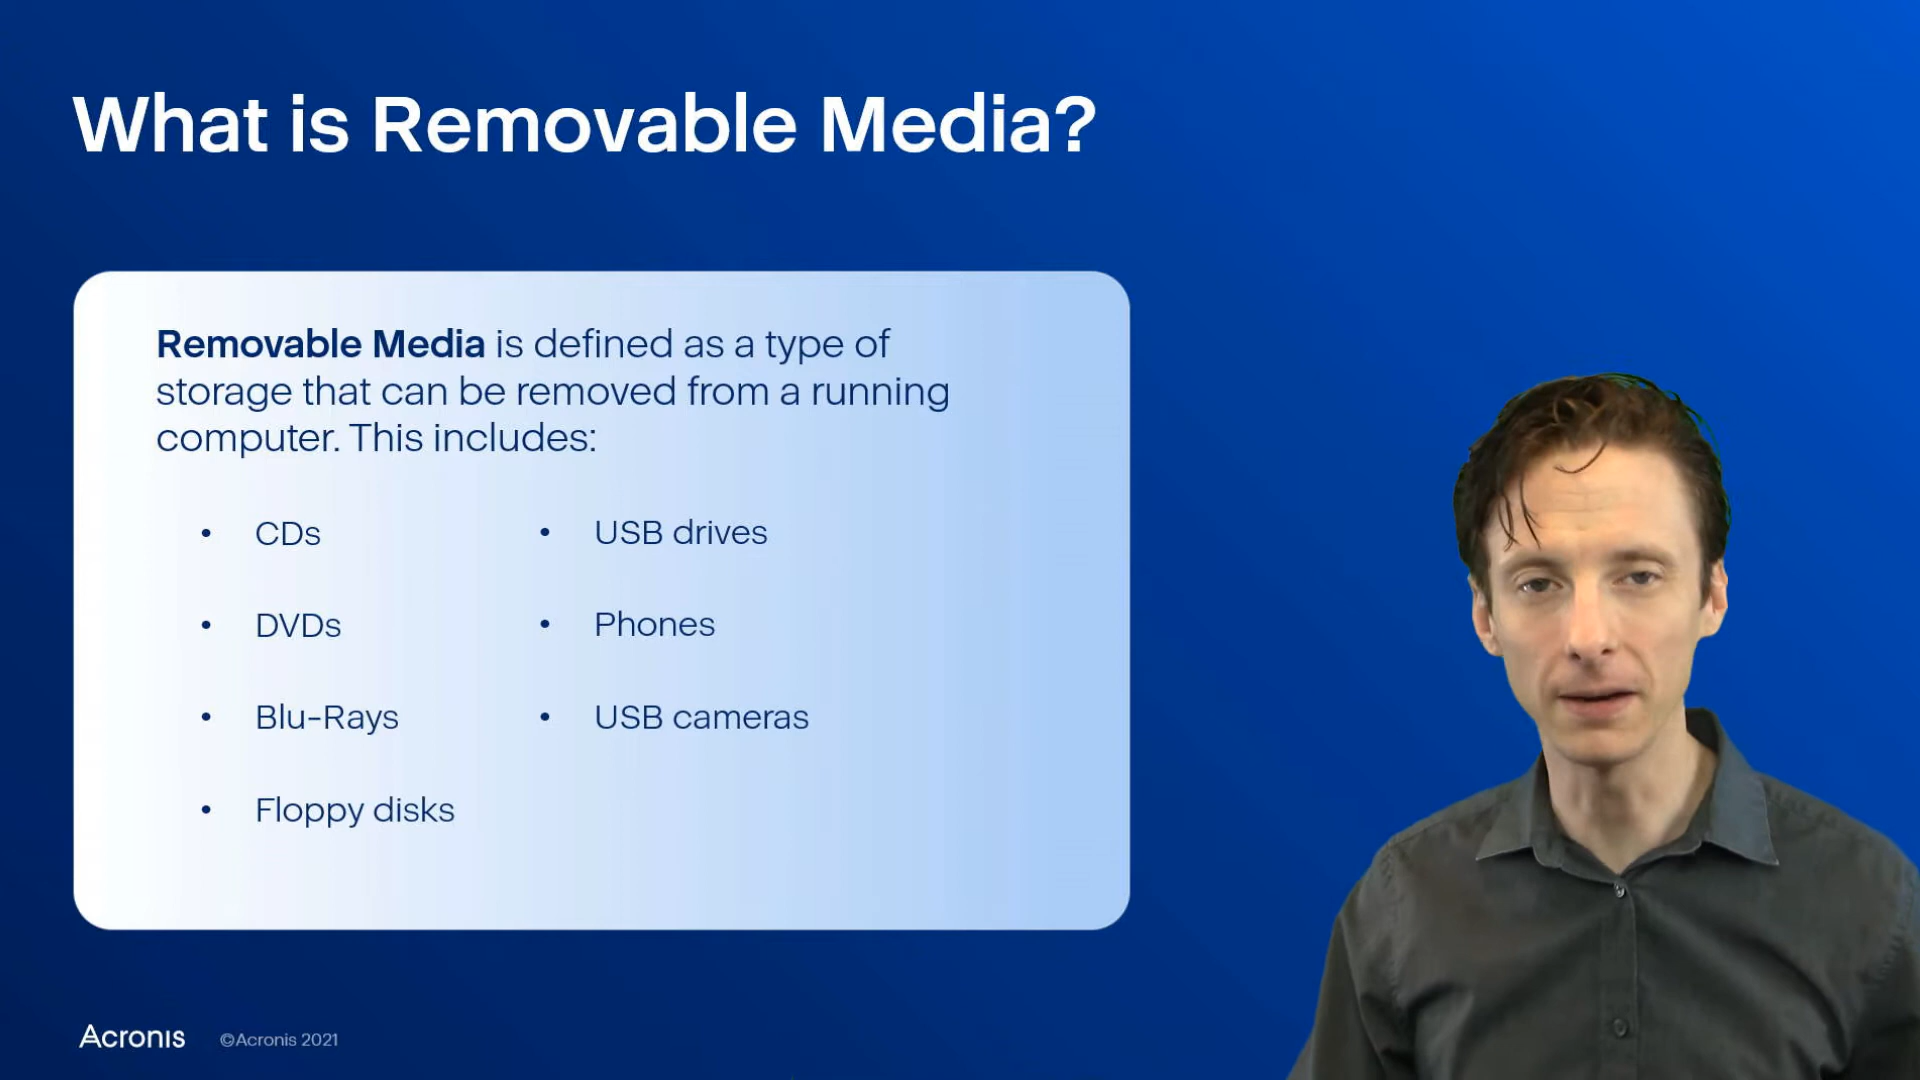 What is Removable Media?
Removable Media is defined as a type of
storage that can be removed from a running
computer. This includes:
• CDs
• DVDs
• Blu-Rays
• Floppy disks
• USB drives
• Phones
• USB cameras
Acronis
©Acronis 2021